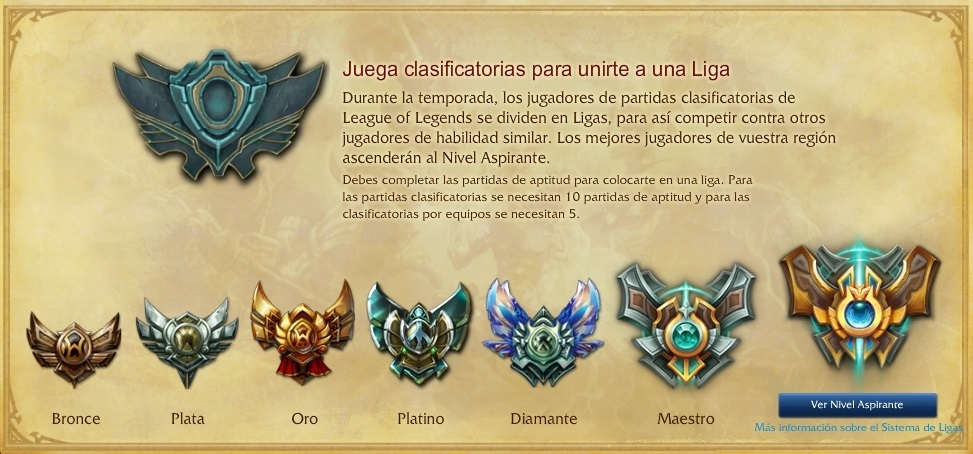 Juega clasificatorias para unirte a una Liga
Durante la temporada, los jugadores de partidas clasificatorias de
League of Legends se dividen en Ligas, para así competir contra otros
jugadores de habilidad similar. Los mejores jugadores de vuestra región
ascenderán al Nivel Aspirante.
Debes completar las partidas de aptitud para colocarte en una liga. Para
las partidas clasificatorias se necesitan 10 partidas de aptitud y para las
clasificatorias por equipos se necesitan 5.
Bronce
Plata
Oro
Platino
Diamante
Maestro
Ver Nivel Aspirante
Más información sobre el Sistema de Ligas